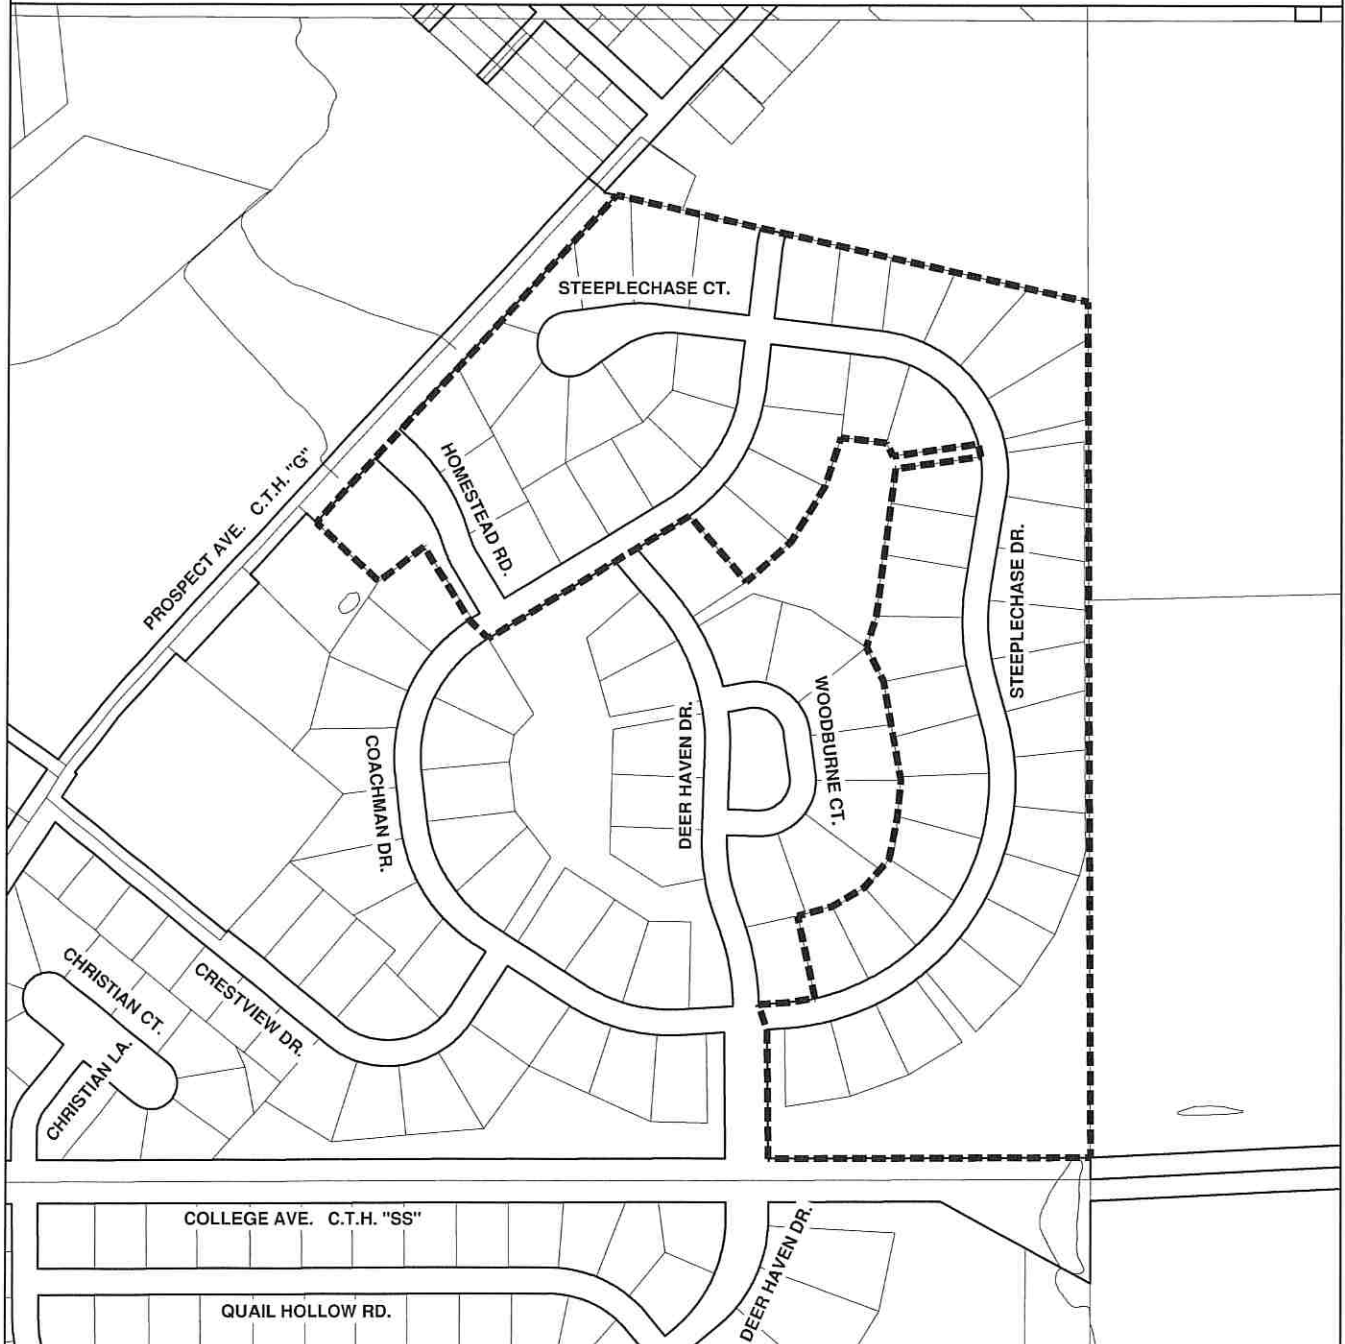 STEEPLECHASE CT.
HOMESTEAD RD.
PROSPECT AVE. C.T.H. "G"
STEEPLECHASE DR.
WOODBURNE CT.
DEER HAVEN DR.
COACHMAN DR.
CHRISTIAN CT.
CRESTVIEW DR.
CHRISTIAN LA.
COLLEGE AVE. C.T.H. "SS"
DEER HAVEN DR.
QUAIL HOLLOW RD.